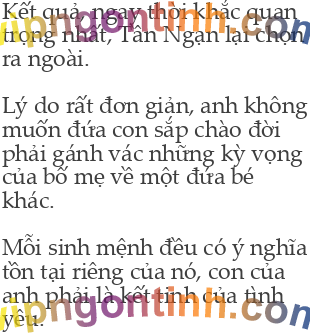 Kết quả, ngay thời khắc quan
trọng nhất, Tần Ngạn lại chọn
ra ngoài.
Lý do rất đơn giản, anh không
muốn đứa con sắp chào đời
phải gánh vác những kỳ vọng
của bố mẹ về một đứa bé
khác.
Mỗi sinh mệnh đều có ý nghĩa
tồn tại riêng của nó, con của
anh phải là kết tinh của tình
yêu.
vipngontinh.com
vipngontinh.com